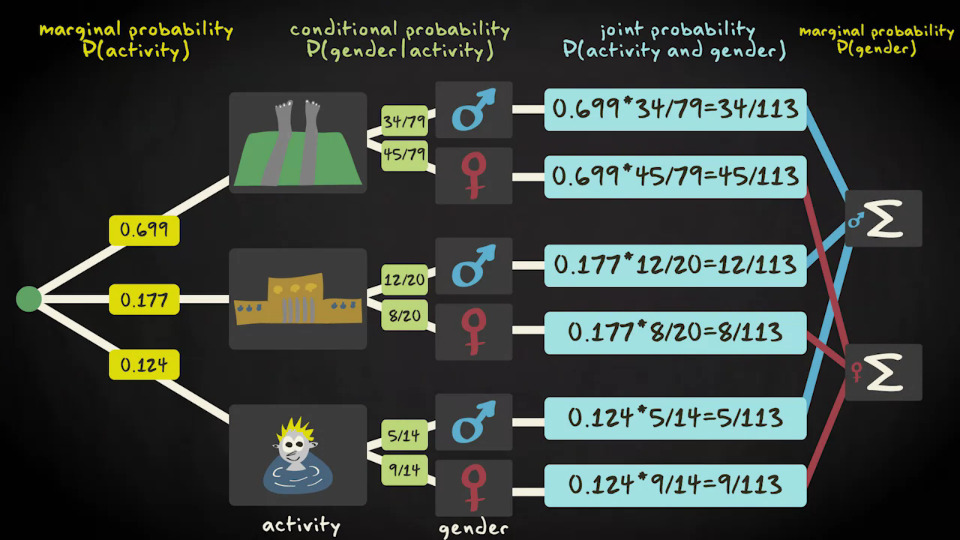 marginal probability
P(activity)
conditional probability
P(gender|activity)
joint probability
P(activity and gender)
marginal probability
P(gender)
34/79
0.699*34/79=34/113
45/79
0.699*45/79=45/113
0.699
♂Σ
12/20
0.177*12/20=12/113
0.177
8/20
0.177*8/20=8/113
0.124
♀Σ
5/14
0.124*5/14=5/113
9/14
0.124*9/14=9/113
activity
gender